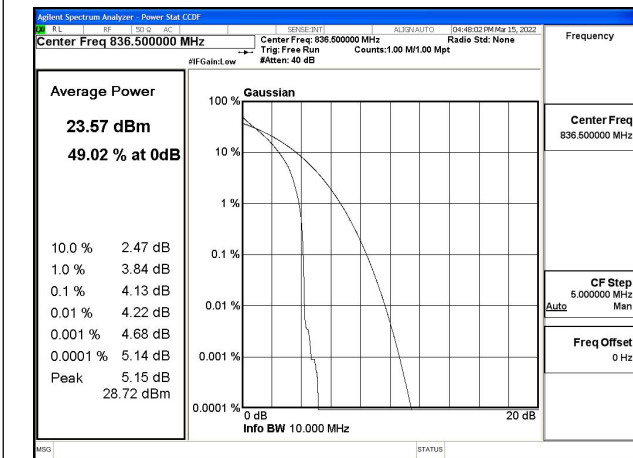 Agilent Spectrum Analyzer - Power Stat CCDF
RL RF 50 Ω AC SENSE:INT ALIGN AUTO 04:48:02 PM Mar 15, 2022
Center Freq 836.500000 MHz
Center Freq: 836.500000 MHz Radio Std: None
Trig: Free Run Counts:1.00 M/1.00 Mpt
#IFGain:Low #Atten: 40 dB
Frequency
Average Power
23.57 dBm
49.02 % at 0dB
10.0 % 2.47 dB
1.0 % 3.84 dB
0.1 % 4.13 dB
0.01 % 4.22 dB
0.001 % 4.68 dB
0.0001 % 5.14 dB
Peak 5.15 dB
28.72 dBm
Gaussian
100 %
10 %
1 %
0.1 %
0.01 %
0.001 %
0.0001 %
0 dB 20 dB
Info BW 10.000 MHz
Center Freq
836.500000 MHz
CF Step
5.000000 MHz
Auto Man
Freq Offset
0 Hz
MSG STATUS